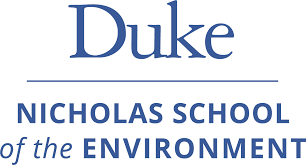 Duke
NICHOLAS SCHOOL
of the ENVIRONMENT